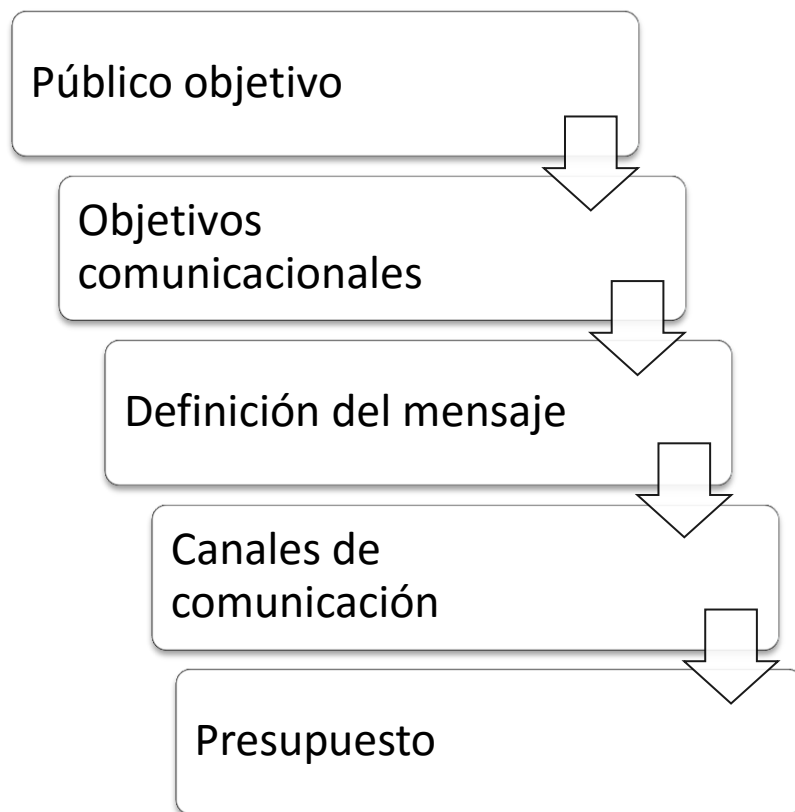 Público objetivo
Objetivos
comunicacionales
Definición del mensaje
Canales de
comunicación
Presupuesto